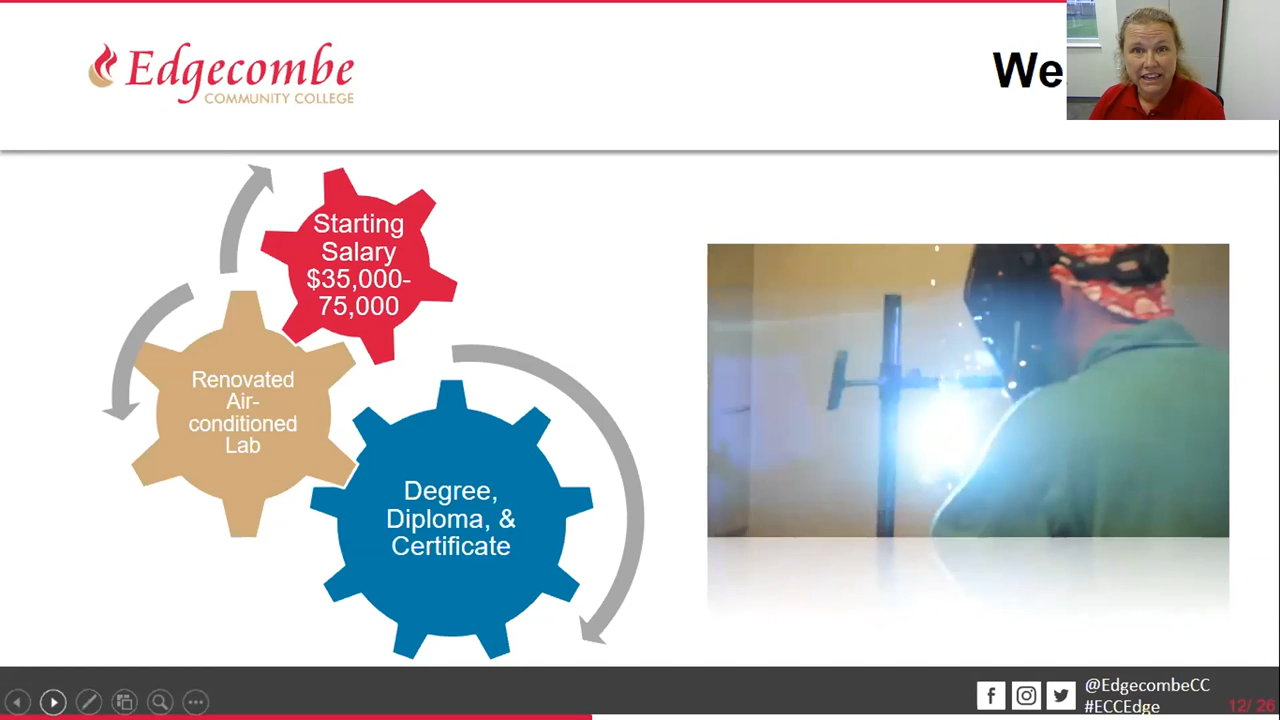 Edgecombe
COMMUNITY COLLEGE
We
Starting
Salary
$35,000-
75,000
Renovated
Air-
conditioned
Lab
Degree,
Diploma, &
Certificate
@EdgecombeCC
#ECCEdge
12/ 26